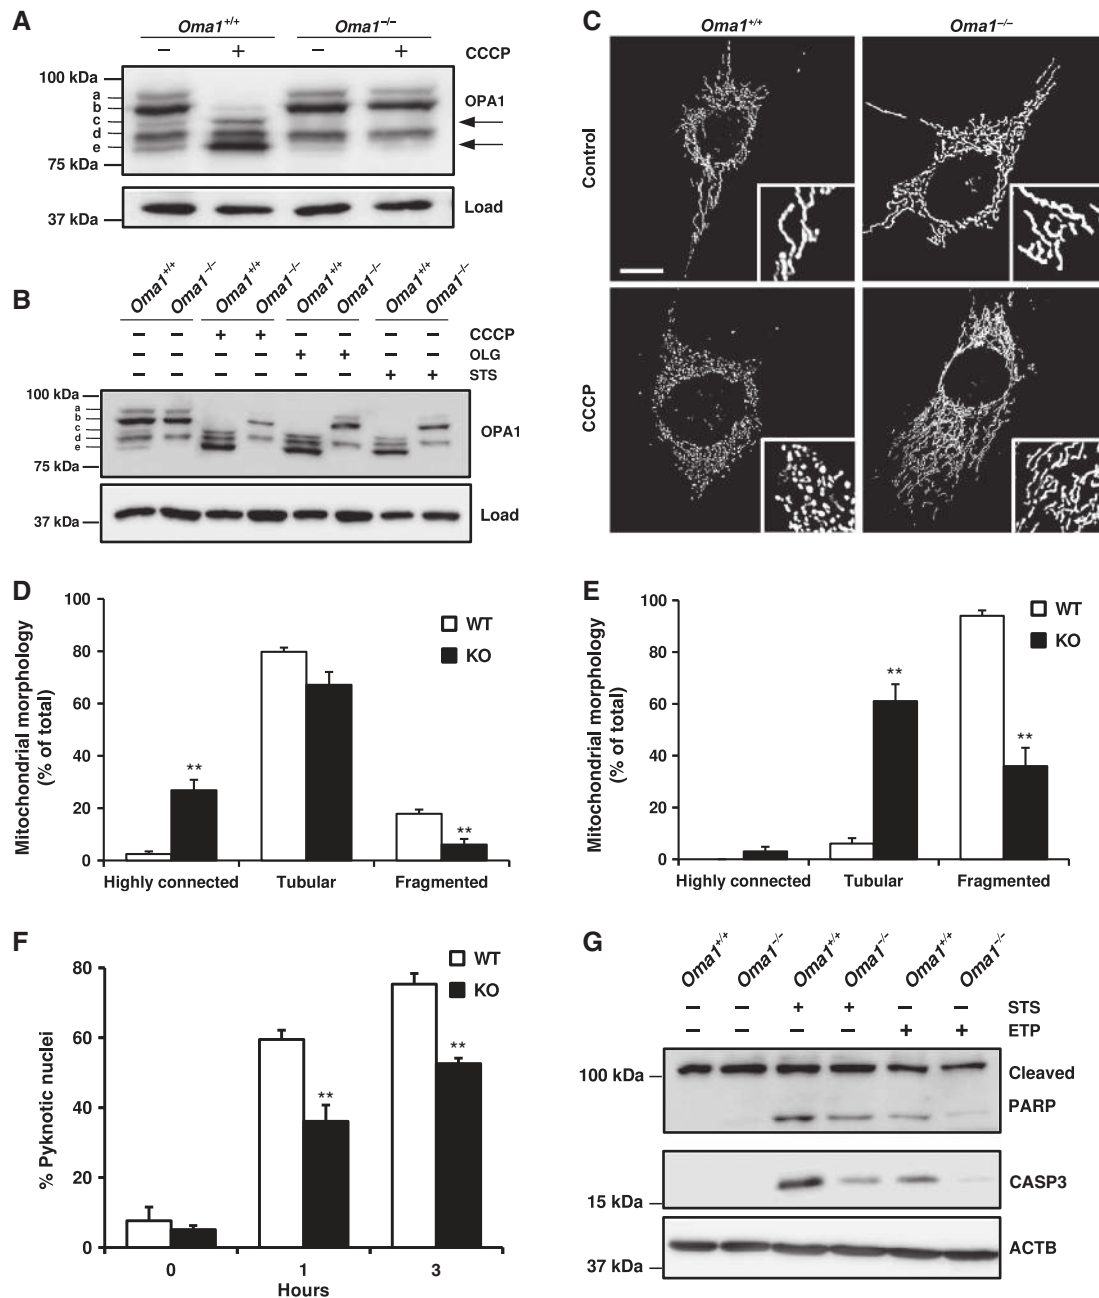 A
Oma1+/+ Oma1−/−
− + − + CCCP
100 kDa
a
b
c
d
e
OPA1
75 kDa
37 kDa
Load
B
Oma1+/+ Oma1−/− Oma1+/+ Oma1−/− Oma1+/+ Oma1−/− Oma1+/+ Oma1−/−
− − + + − − − − CCCP
− − − − + + − − OLG
− − − − − − + + STS
100 kDa
a
b
c
d
e
OPA1
75 kDa
37 kDa
Load
C
Oma1+/+ Oma1−/−
Control
CCCP
D
Mitochondrial morphology
(% of total)
100
80
60
40
20
0
WT
KO
**
**
Highly connected Tubular Fragmented
E
Mitochondrial morphology
(% of total)
100
80
60
40
20
0
WT
KO
**
**
Highly connected Tubular Fragmented
F
% Pyknotic nuclei
80
60
40
20
0
WT
KO
**
**
0 1 3
Hours
G
Oma1+/+ Oma1−/− Oma1+/+ Oma1−/− Oma1+/+ Oma1−/−
− − + + − − STS
− − − − + + ETP
100 kDa
Cleaved
PARP
15 kDa
CASP3
37 kDa
ACTB